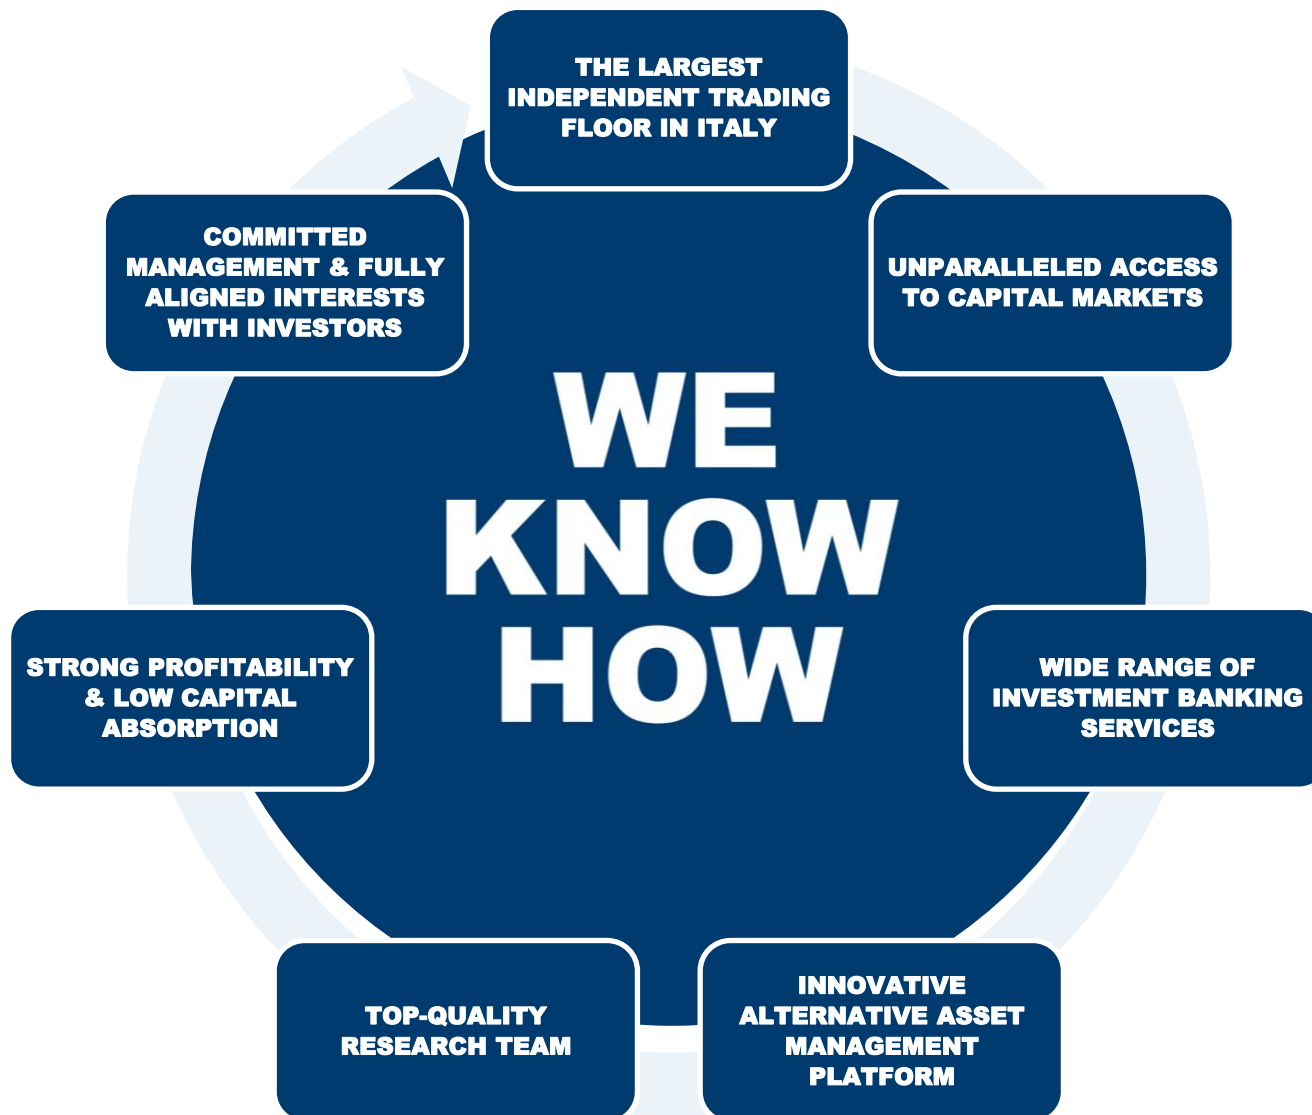 THE LARGEST
INDEPENDENT TRADING
FLOOR IN ITALY
UNPARALLELED ACCESS
TO CAPITAL MARKETS
WIDE RANGE OF
INVESTMENT BANKING
SERVICES
INNOVATIVE
ALTERNATIVE ASSET
MANAGEMENT
PLATFORM
TOP-QUALITY
RESEARCH TEAM
STRONG PROFITABILITY
& LOW CAPITAL
ABSORPTION
COMMITTED
MANAGEMENT & FULLY
ALIGNED INTERESTS
WITH INVESTORS
WE
KNOW
HOW